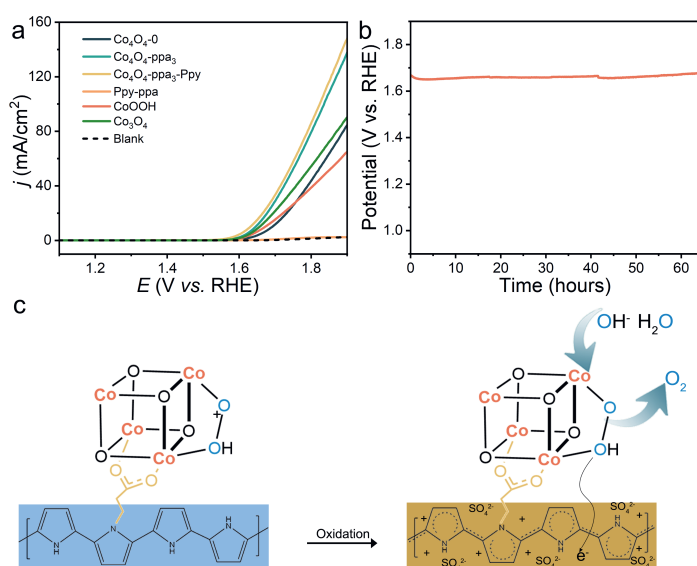 a
160
120
80
40
0
j (mA/cm²)
Co₄O₄-0
Co₄O₄-ppa₃
Co₄O₄-ppa₃-Ppy
Ppy-ppa
CoOOH
Co₃O₄
Blank
1.2 1.4 1.6 1.8
E (V vs. RHE)
b
1.8
1.6
1.4
1.2
1.0
Potential (V vs. RHE)
0 10 20 30 40 50 60
Time (hours)
c
O Co
Co O
O
+
Co O
OH
O Co
O O
N
H
N
N
H
H
N
Oxidation
OH⁻ H₂O
O₂
O Co
Co O
O
Co O
O H
O Co
O O
SO₄²⁻
SO₄²⁻
H
N
+ N + N
+ N + + +
H H
SO₄²⁻ SO₄²⁻ e⁻ SO₄²⁻